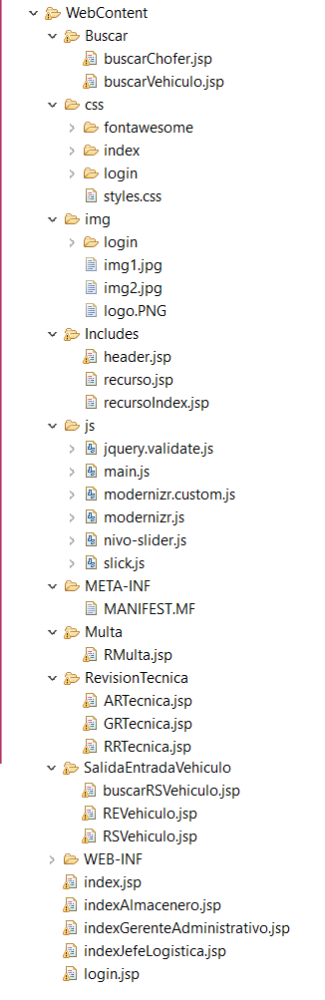 WebContent
Buscar
buscarChofer.jsp
buscarVehiculo.jsp
css
fontawesome
index
login
styles.css
img
login
img1.jpg
img2.jpg
logo.PNG
Includes
header.jsp
recurso.jsp
recursoIndex.jsp
js
jquery.validate.js
main.js
modernizr.custom.js
modernizr.js
nivo-slider.js
slick.js
META-INF
MANIFEST.MF
Multa
RMulta.jsp
RevisionTecnica
ARTecnica.jsp
GRTecnica.jsp
RRTecnica.jsp
SalidaEntradaVehiculo
buscarRSVehiculo.jsp
REVehiculo.jsp
RSVehiculo.jsp
WEB-INF
index.jsp
indexAlmacenero.jsp
indexGerenteAdministrativo.jsp
indexJefeLogistica.jsp
login.jsp